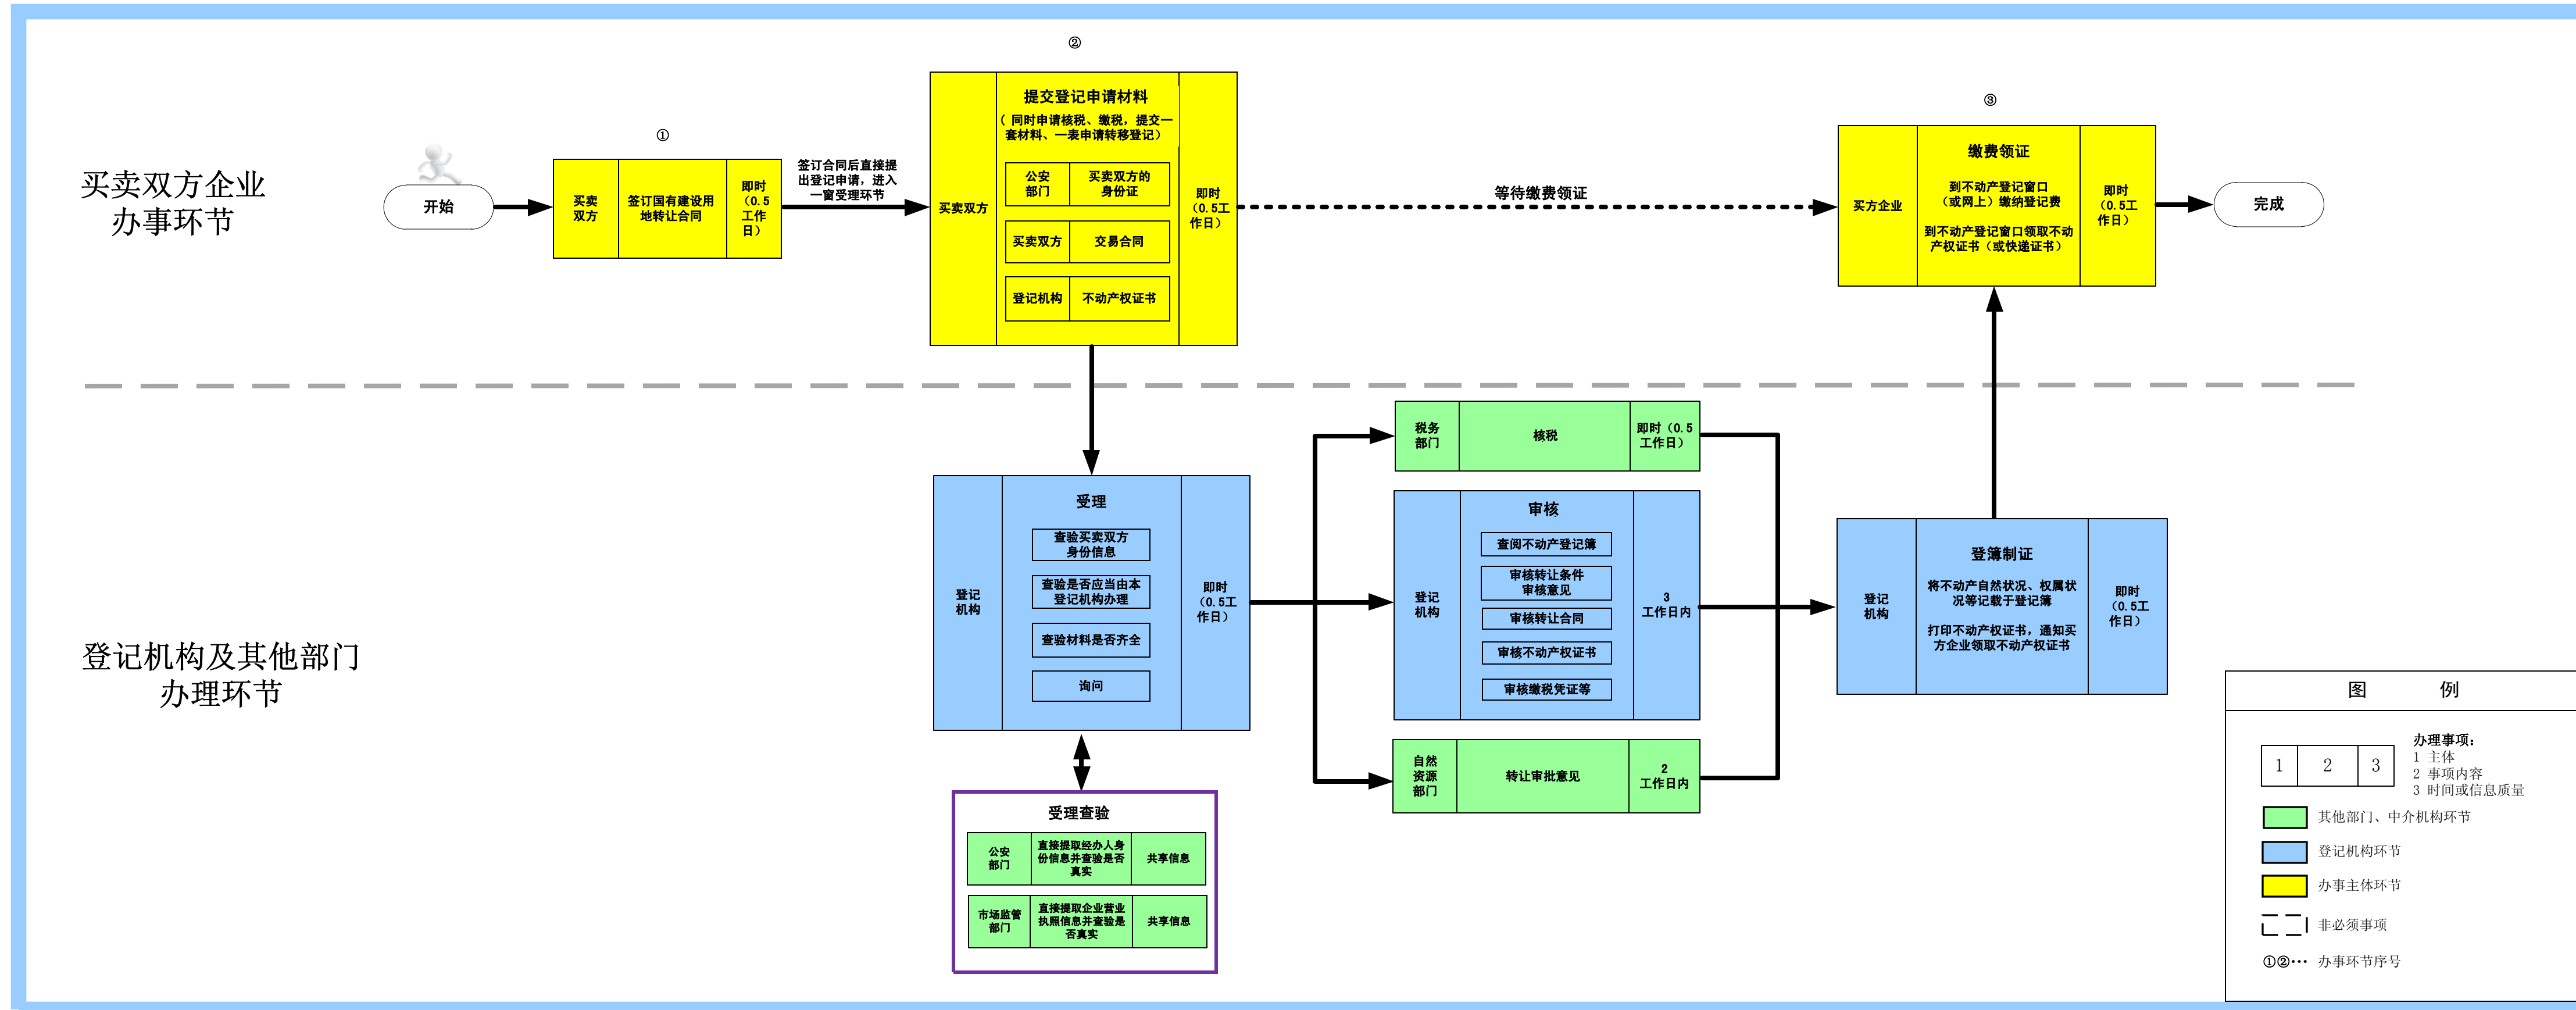 ②
③
①
买卖双方企业
办事环节
开始
买卖
双方
签订国有建设用
地转让合同
即时
（0.5
工作
日）
签订合同后直接提
出登记申请，进入
一窗受理环节
买卖双方
提交登记申请材料
（ 同时申请核税、缴税，提交一
套材料、一表申请转移登记）
公安
部门
买卖双方的
身份证
买卖双方
交易合同
登记机构
不动产权证书
即时
（0.5工
作日）
等待缴费领证
买方企业
缴费领证
到不动产登记窗口
（或网上）缴纳登记费
到不动产登记窗口领取不动
产权证书（或快递证书）
即时
（0.5工
作日）
完成
登记机构及其他部门
办理环节
登记
机构
受理
查验买卖双方
身份信息
查验是否应当由本
登记机构办理
查验材料是否齐全
询问
即时
（0.5工
作日）
受理查验
公安
部门
直接提取经办人身
份信息并查验是否
真实
共享信息
市场监管
部门
直接提取企业营业
执照信息并查验是
否真实
共享信息
税务
部门
核税
即时（0.5
工作日）
登记
机构
审核
查阅不动产登记簿
审核转让条件
审核意见
审核转让合同
审核不动产权证书
审核缴税凭证等
3
工作日内
自然
资源
部门
转让审批意见
2
工作日内
登记
机构
登簿制证
将不动产自然状况、权属状
况等记载于登记簿
打印不动产权证书，通知买
方企业领取不动产权证书
即时
（0.5工
作日）
图 例
1 2 3
办理事项：
1 主体
2 事项内容
3 时间或信息质量
其他部门、中介机构环节
登记机构环节
办事主体环节
非必须事项
①②··· 办事环节序号